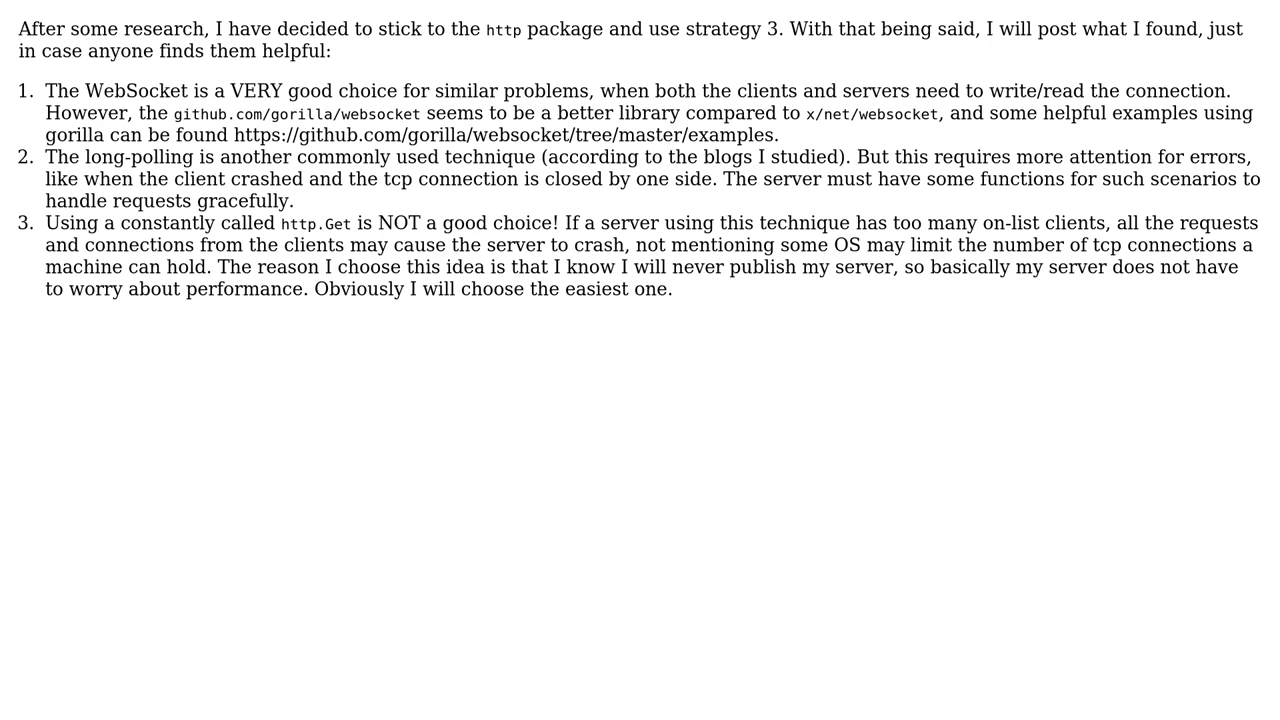 After some research, I have decided to stick to the http package and use strategy 3. With that being said, I will post what I found, just
in case anyone finds them helpful:
1. The WebSocket is a VERY good choice for similar problems, when both the clients and servers need to write/read the connection.
However, the github.com/gorilla/websocket seems to be a better library compared to x/net/websocket, and some helpful examples using
gorilla can be found https://github.com/gorilla/websocket/tree/master/examples.
2. The long-polling is another commonly used technique (according to the blogs I studied). But this requires more attention for errors,
like when the client crashed and the tcp connection is closed by one side. The server must have some functions for such scenarios to
handle requests gracefully.
3. Using a constantly called http.Get is NOT a good choice! If a server using this technique has too many on-list clients, all the requests
and connections from the clients may cause the server to crash, not mentioning some OS may limit the number of tcp connections a
machine can hold. The reason I choose this idea is that I know I will never publish my server, so basically my server does not have
to worry about performance. Obviously I will choose the easiest one.